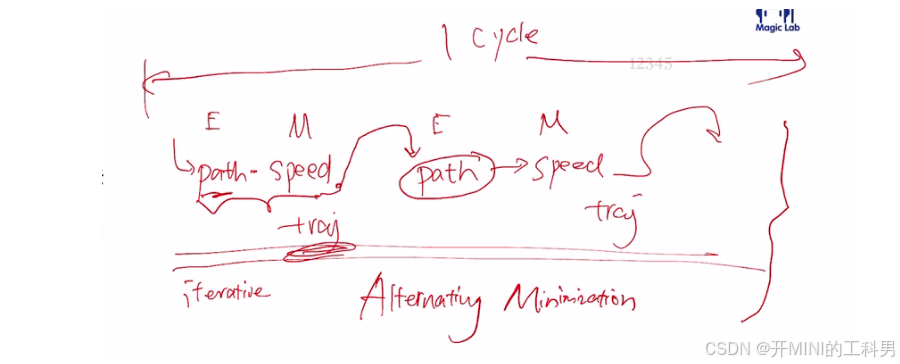 Magic Lab
1 cycle
12345
E M E M
path - speed path → speed
traj traj
iterative Alternating Minimization
CSDN @开MINI的工科男